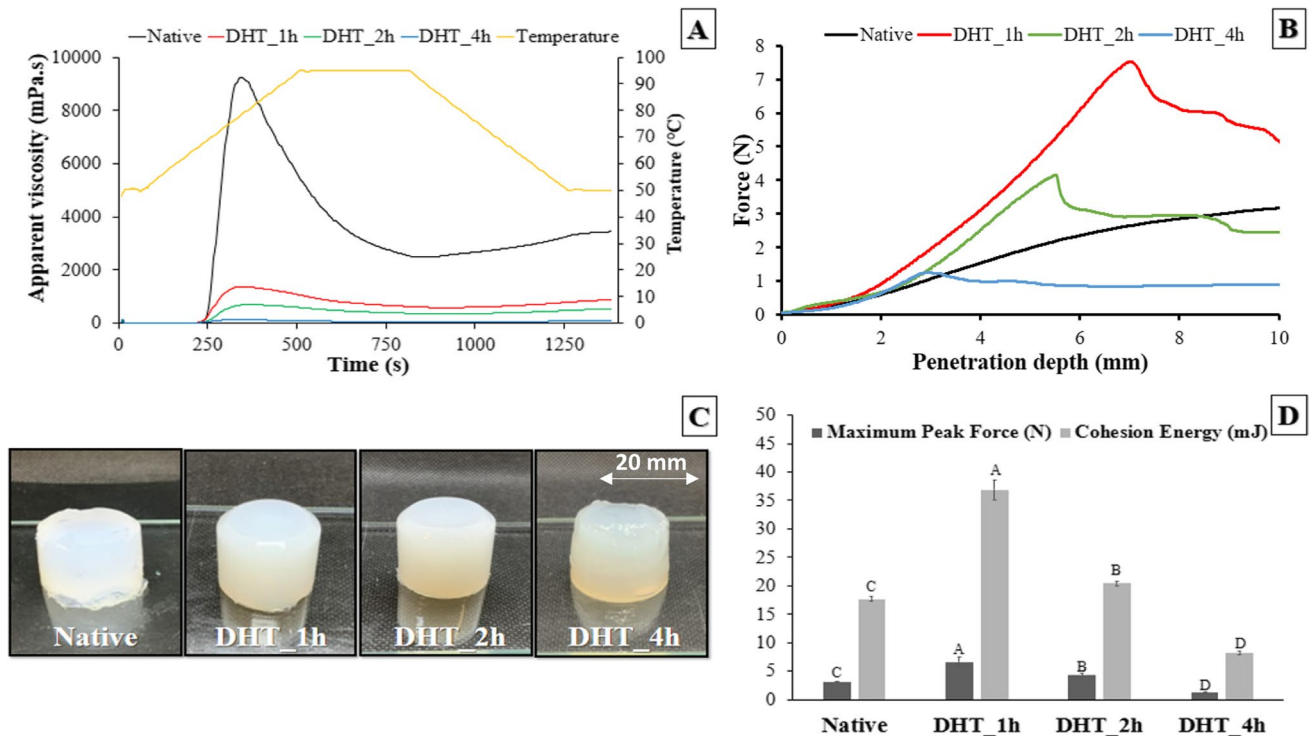 Native DHT_1h DHT_2h DHT_4h Temperature
A
Apparent viscosity (mPa.s)
10000
8000
6000
4000
2000
0
100
90
80
70
60
50
40
30
20
10
0
Temperature (°C)
0 250 500 750 1000 1250
Time (s)
Native DHT_1h DHT_2h DHT_4h
B
Force (N)
8
7
6
5
4
3
2
1
0
0 2 4 6 8 10
Penetration depth (mm)
C
20 mm
Native DHT_1h DHT_2h DHT_4h
D
50
45
40
35
30
25
20
15
10
5
0
Maximum Peak Force (N) Cohesion Energy (mJ)
C C A A B B D D
Native DHT_1h DHT_2h DHT_4h